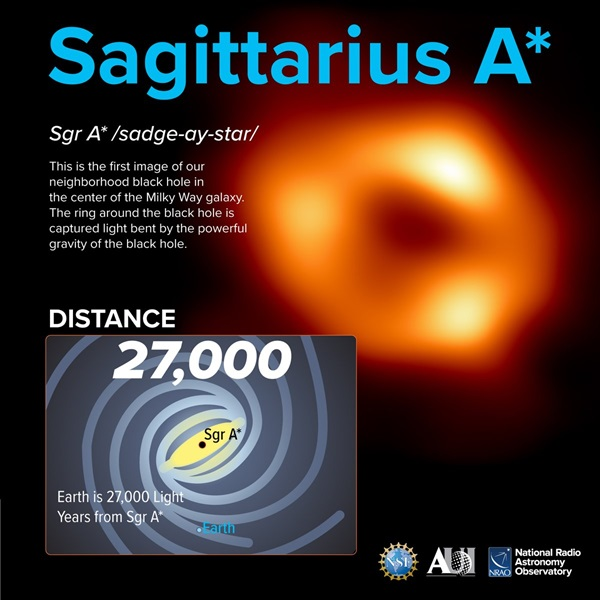 Sagittarius A*
Sgr A* /sadge-ay-star/
This is the first image of our
neighborhood black hole in
the center of the Milky Way galaxy.
The ring around the black hole is
captured light bent by the powerful
gravity of the black hole.
DISTANCE
27,000
Sgr A*
Earth is 27,000 Light
Years from Sgr A*
Earth
NSF
AUI
NRAO
National Radio
Astronomy
Observatory